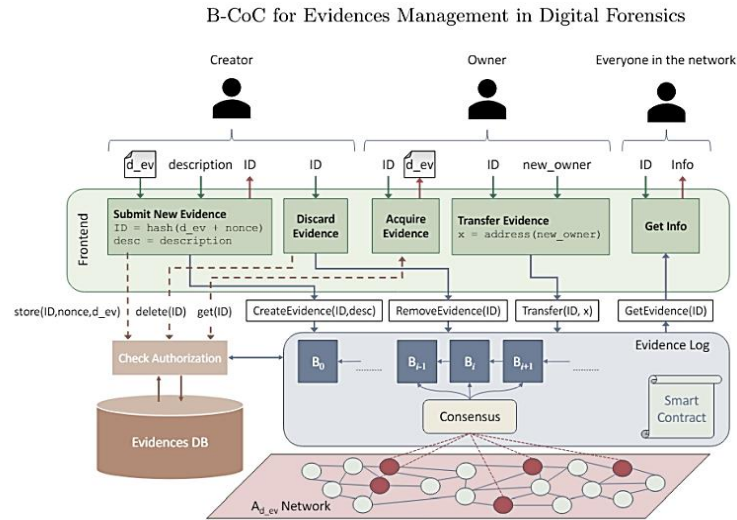 B-CoC for Evidences Management in Digital Forensics
Creator
Owner
Everyone in the network
d_ev
description
ID
ID
ID
d_ev
ID
new_owner
ID
Info
Frontend
Submit New Evidence
ID = hash(d_ev + nonce)
desc = description
Discard
Evidence
Acquire
Evidence
Transfer Evidence
x = address(new_owner)
Get Info
store(ID,nonce,d_ev)
delete(ID)
get(ID)
CreateEvidence(ID,desc)
RemoveEvidence(ID)
Transfer(ID, x)
GetEvidence(ID)
Check Authorization
Evidences DB
Evidence Log
B0
........
Bi-1
Bi
Bi+1
........
Consensus
Smart
Contract
Ad_ev Network